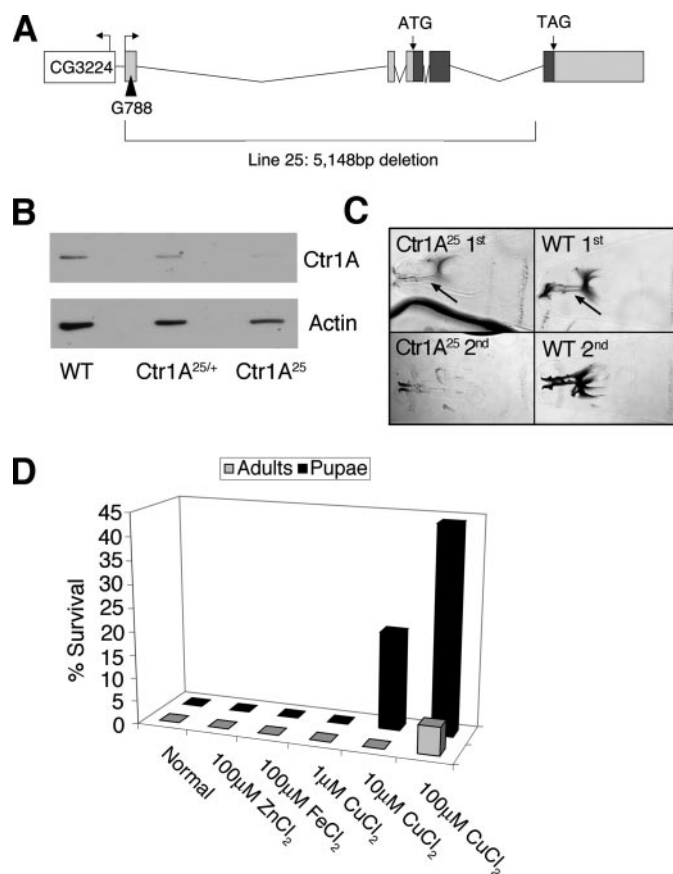 A
ATG
TAG
CG3224
G788
Line 25: 5,148bp deletion
B
Ctr1A
Actin
WT Ctr1A25/+ Ctr1A25
C
Ctr1A25 1st
WT 1st
Ctr1A25 2nd
WT 2nd
D
Adults Pupae
% Survival
45
40
35
30
25
20
15
10
5
0
Normal
100µM ZnCl2
100µM FeCl2
1µM CuCl2
10µM CuCl2
100µM CuCl2